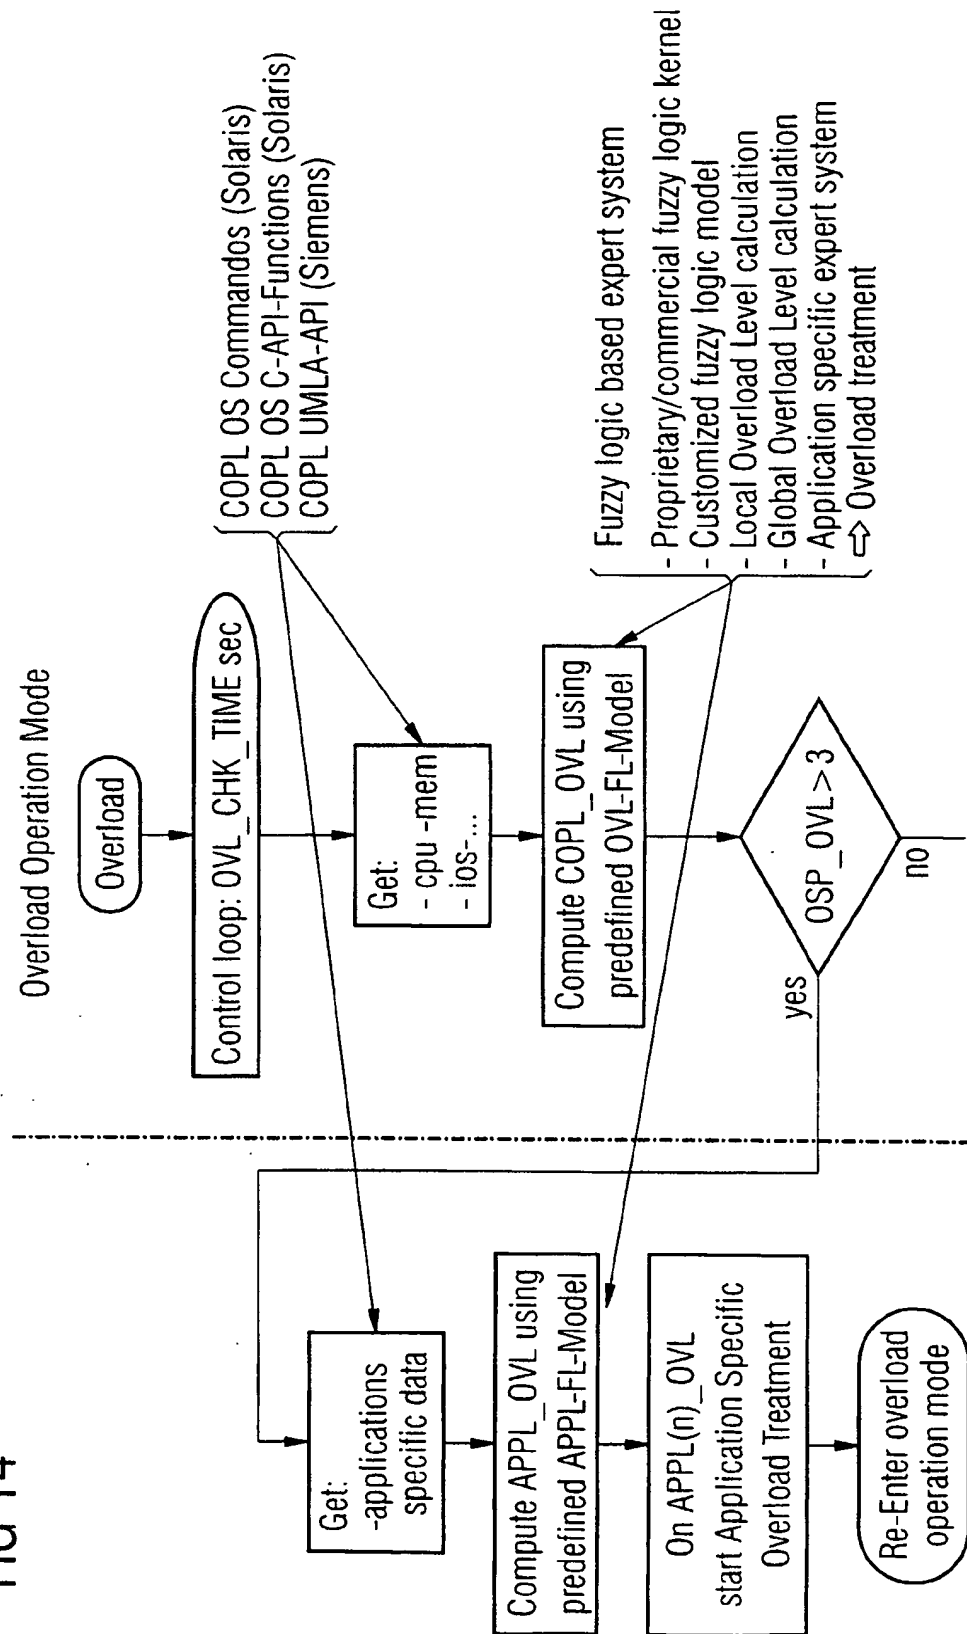 FIG 14
Overload Operation Mode
Overload
Control loop: OVL_CHK_TIME sec
Get:
- cpu -mem
- ios-...
Compute COPL_OVL using
predefined OVL-FL-Model
OSP_OVL>3
yes
no
COPL OS Commandos (Solaris)
COPL OS C-API-Functions (Solaris)
COPL UMLA-API (Siemens)
Fuzzy logic based expert system
- Proprietary/commercial fuzzy logic kernel
- Customized fuzzy logic model
- Local Overload Level calculation
- Global Overload Level calculation
- Application specific expert system
⇨ Overload treatment
Get:
-applications
specific data
Compute APPL_OVL using
predefined APPL-FL-Model
On APPL(n)_OVL
start Application Specific
Overload Treatment
Re-Enter overload
operation mode